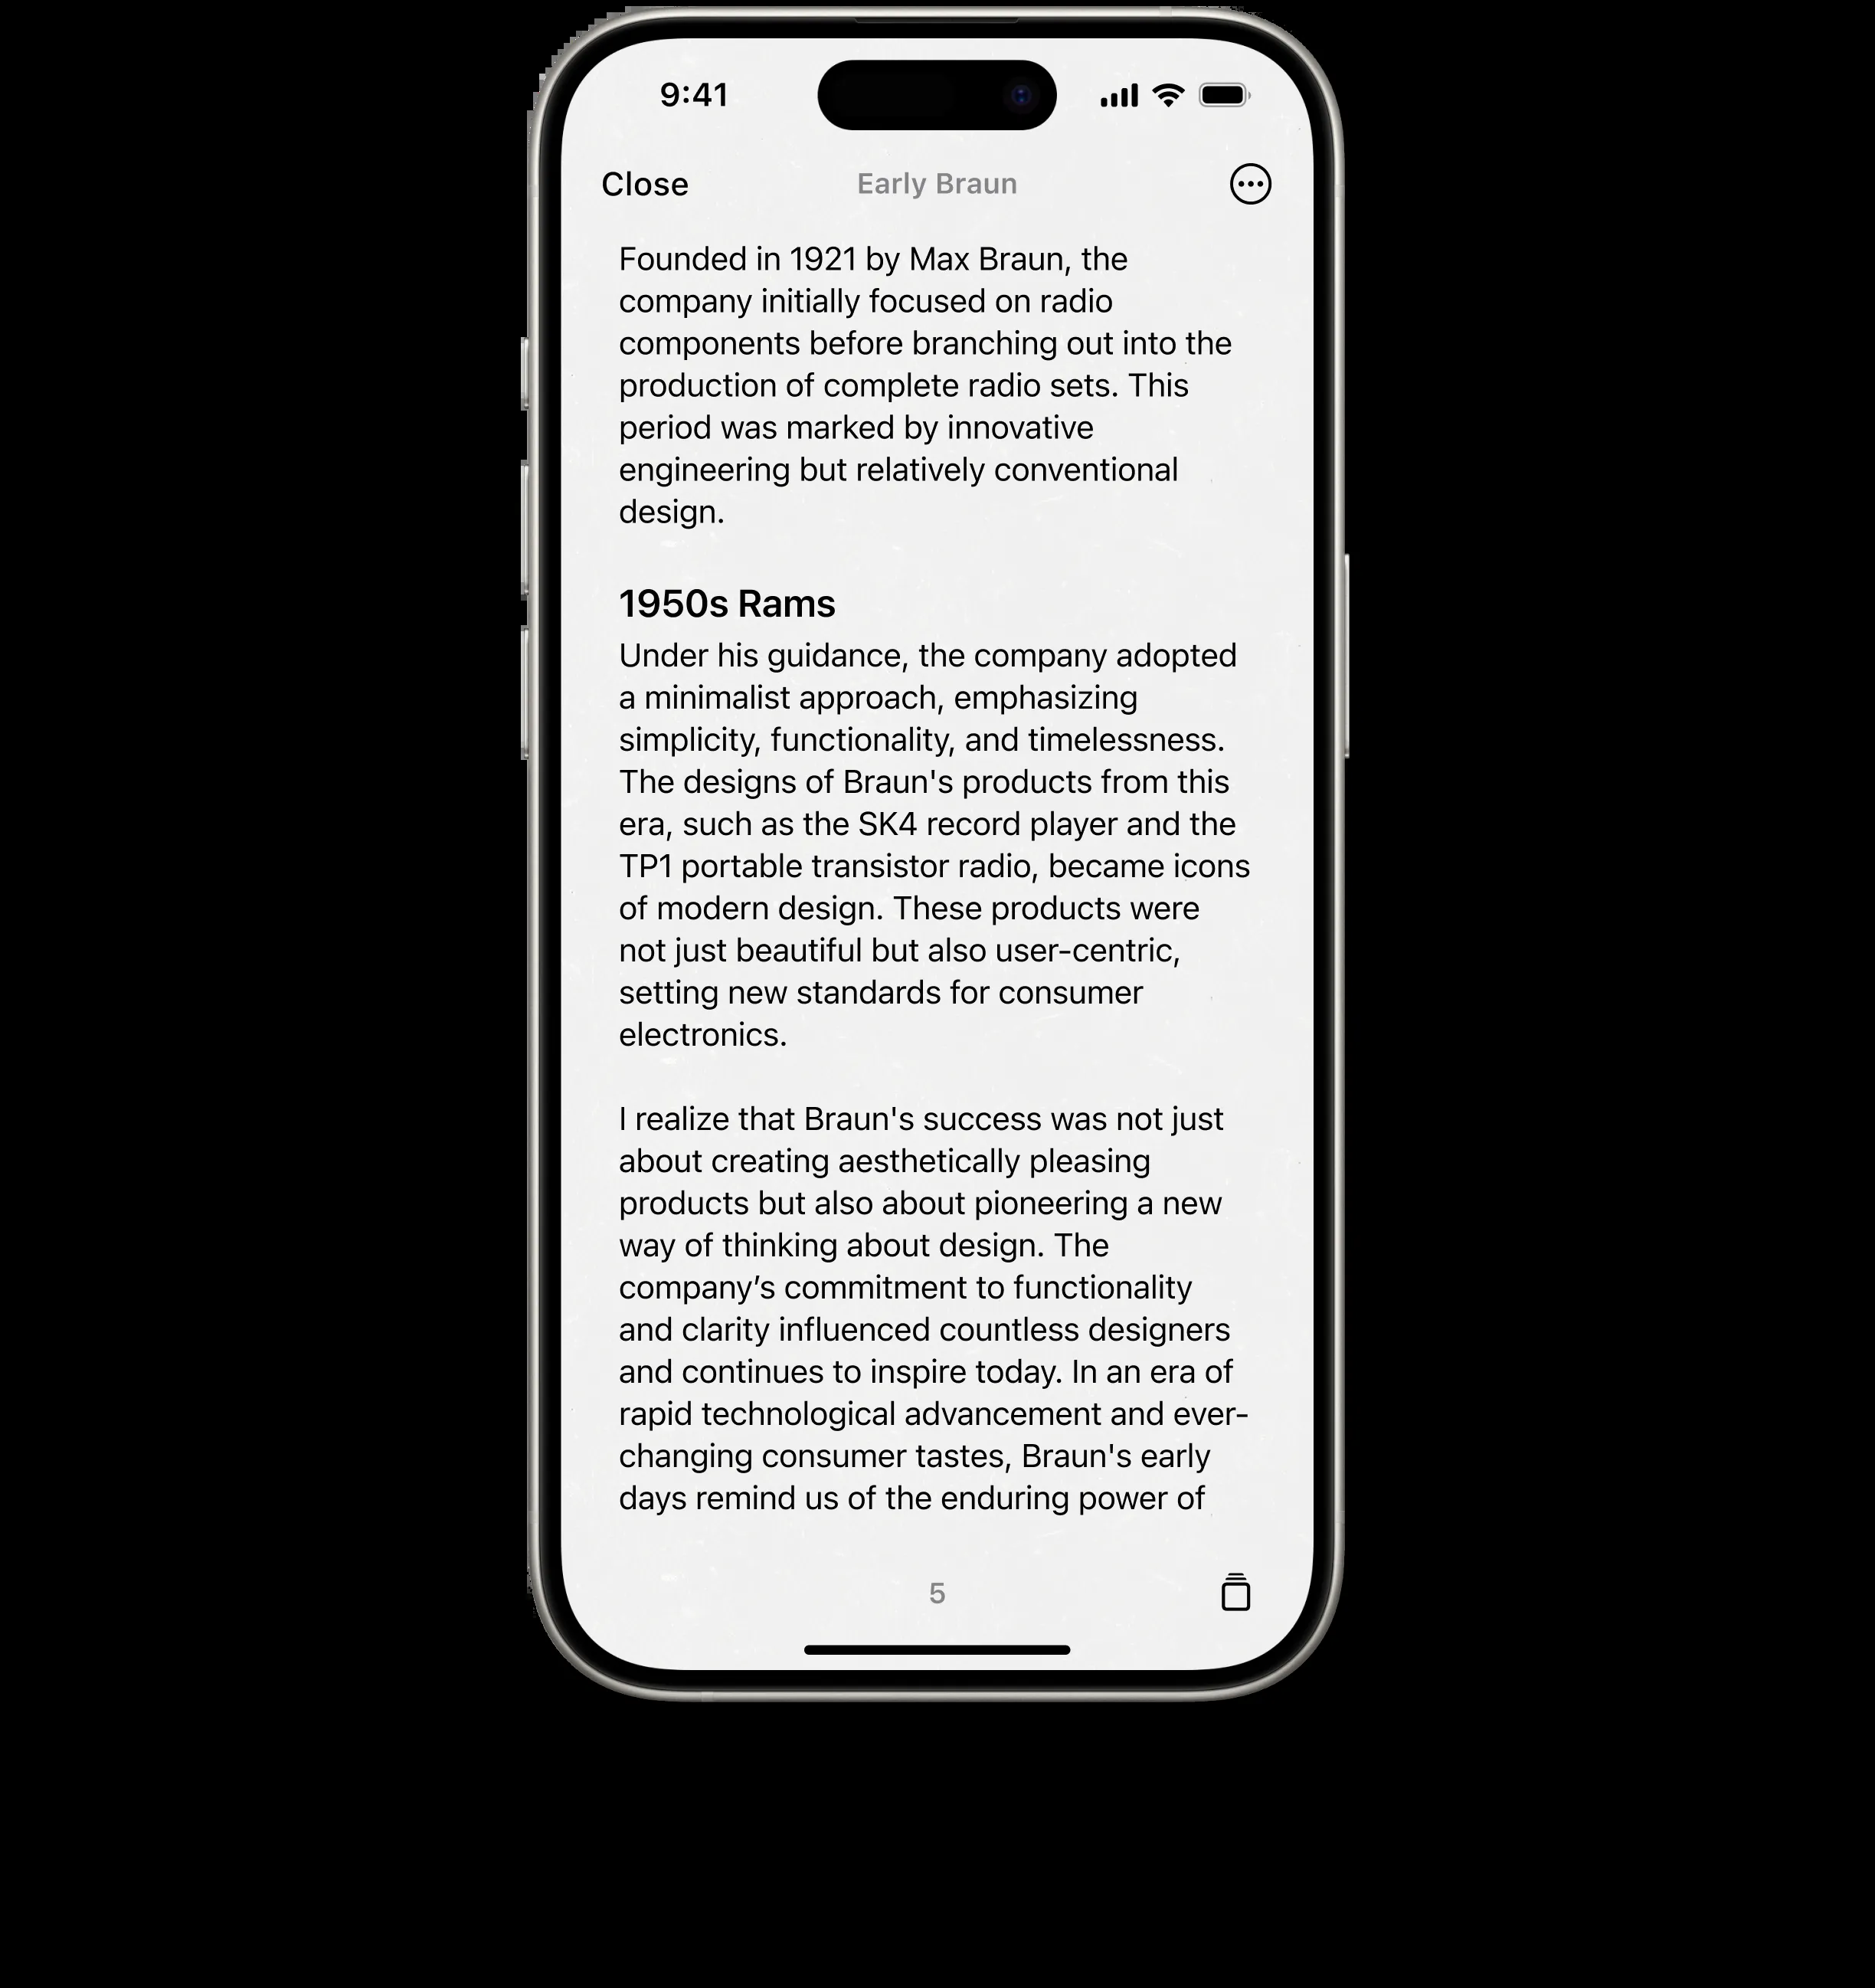 9:41
Close
Early Braun
Founded in 1921 by Max Braun, the
company initially focused on radio
components before branching out into the
production of complete radio sets. This
period was marked by innovative
engineering but relatively conventional
design.
1950s Rams
Under his guidance, the company adopted
a minimalist approach, emphasizing
simplicity, functionality, and timelessness.
The designs of Braun's products from this
era, such as the SK4 record player and the
TP1 portable transistor radio, became icons
of modern design. These products were
not just beautiful but also user-centric,
setting new standards for consumer
electronics.
I realize that Braun's success was not just
about creating aesthetically pleasing
products but also about pioneering a new
way of thinking about design. The
company’s commitment to functionality
and clarity influenced countless designers
and continues to inspire today. In an era of
rapid technological advancement and ever-
changing consumer tastes, Braun's early
days remind us of the enduring power of
5